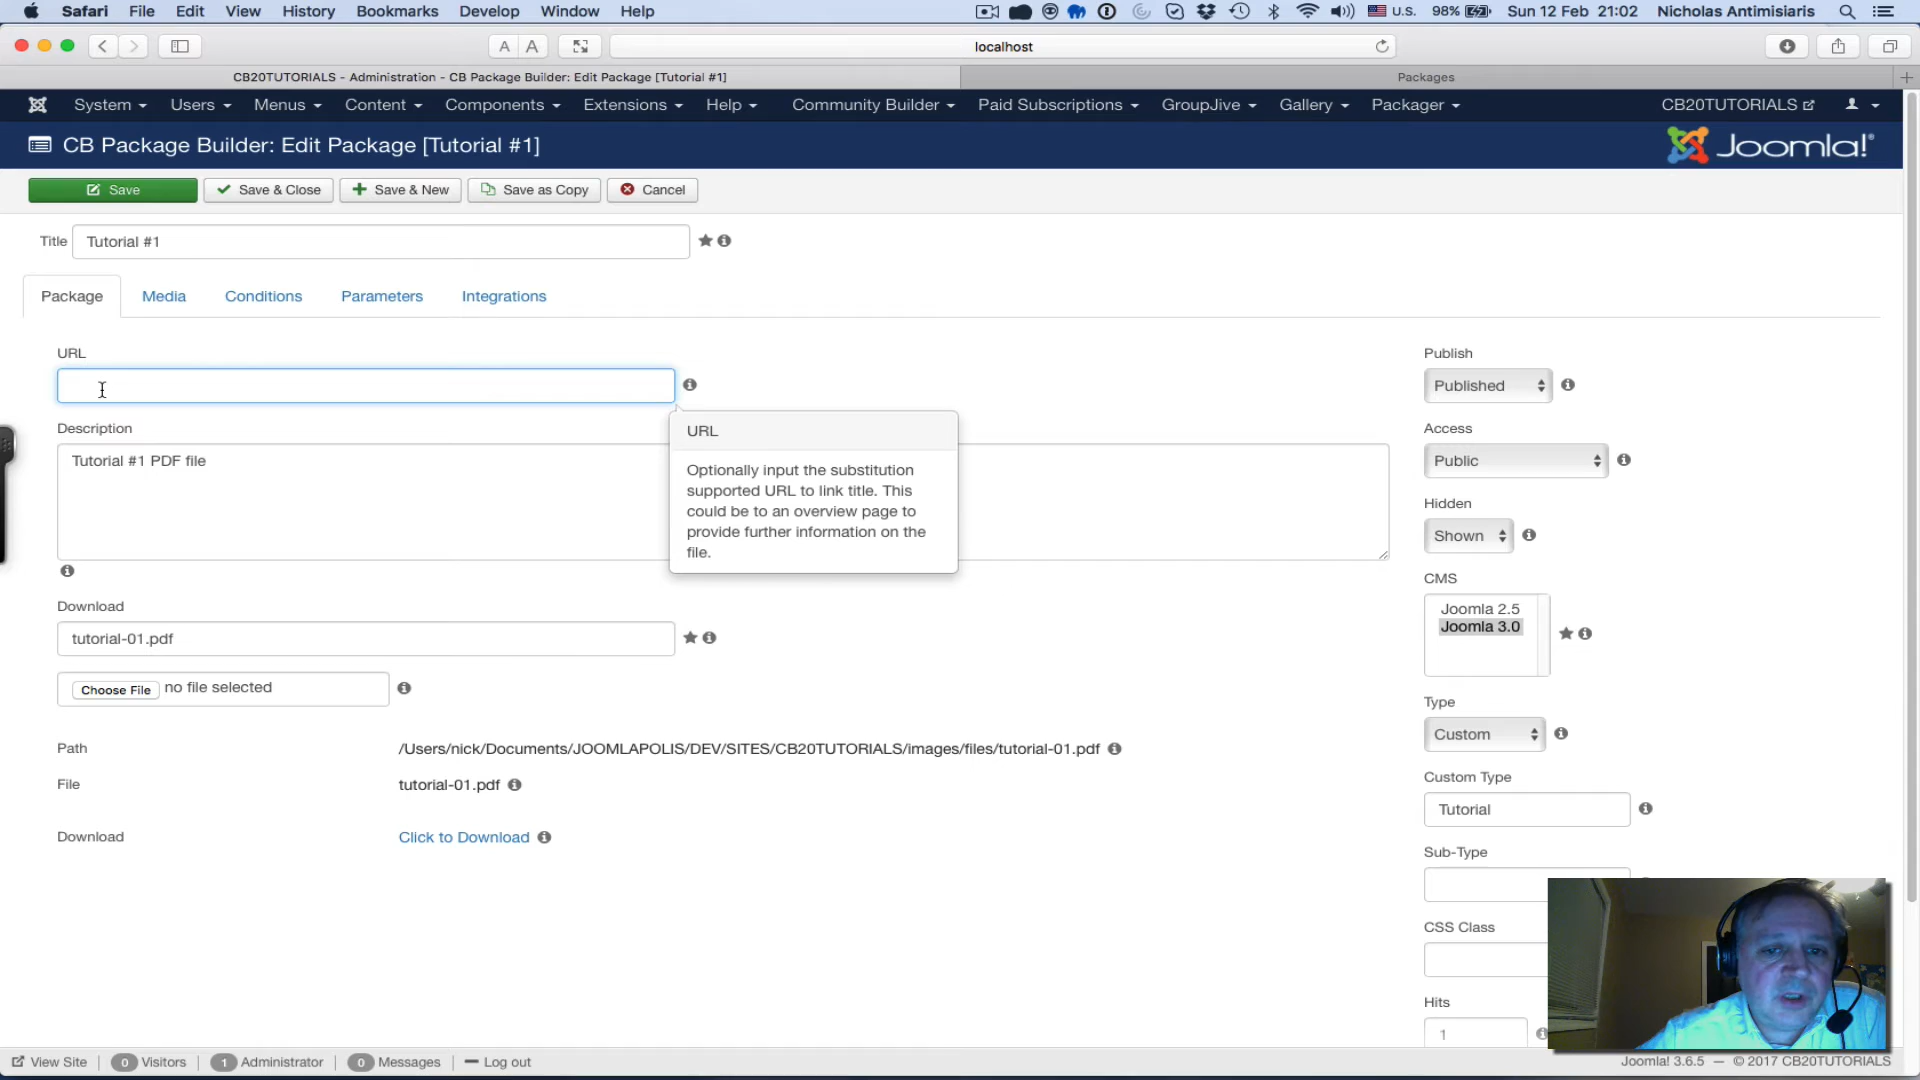 Safari File Edit View History Bookmarks Develop Window Help U.S. 98% Sun 12 Feb 21:02 Nicholas Antimisiaris
A A localhost
CB20TUTORIALS - Administration - CB Package Builder: Edit Package [Tutorial #1] Packages
System Users Menus Content Components Extensions Help Community Builder Paid Subscriptions GroupJive Gallery Packager CB20TUTORIALS
CB Package Builder: Edit Package [Tutorial #1] Joomla!®
Save Save & Close Save & New Save as Copy Cancel
Title Tutorial #1
Package Media Conditions Parameters Integrations
URL
Description
Tutorial #1 PDF file
URL
Optionally input the substitution
supported URL to link title. This
could be to an overview page to
provide further information on the
file.
Download
tutorial-01.pdf
Choose File no file selected
Path /Users/nick/Documents/JOOMLAPOLIS/DEV/SITES/CB20TUTORIALS/images/files/tutorial-01.pdf
File tutorial-01.pdf
Download Click to Download
Publish
Published
Access
Public
Hidden
Shown
CMS
Joomla 2.5
Joomla 3.0
Type
Custom
Custom Type
Tutorial
Sub-Type
CSS Class
Hits
1
View Site 0 Visitors 1 Administrator 0 Messages Log out Joomla! 3.6.5 — © 2017 CB20TUTORIALS